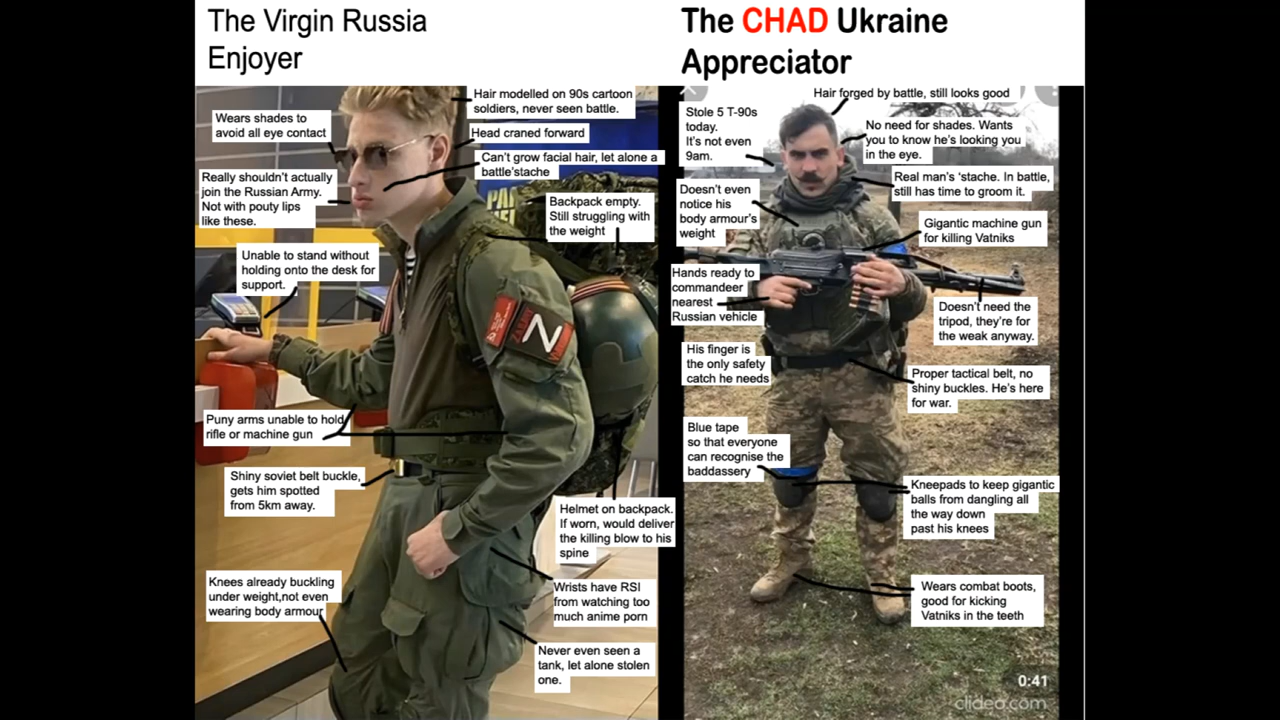 The Virgin Russia
Enjoyer
Hair modelled on 90s cartoon
soldiers, never seen battle.
Wears shades to
avoid all eye contact
Head craned forward
Can't grow facial hair, let alone a
battle'stache
Really shouldn't actually
join the Russian Army.
Not with pouty lips
like these.
Backpack empty.
Still struggling with
the weight
Unable to stand without
holding onto the desk for
support.
N
Puny arms unable to hold
rifle or machine gun
Shiny soviet belt buckle,
gets him spotted
from 5km away.
Helmet on backpack.
If worn, would deliver
the killing blow to his
spine
Knees already buckling
under weight,not even
wearing body armour
Wrists have RSI
from watching too
much anime porn
Never even seen a
tank, let alone stolen
one.
The CHAD Ukraine
Appreciator
Hair forged by battle, still looks good
Stole 5 T-90s
today.
It's not even
9am.
No need for shades. Wants
you to know he's looking you
in the eye.
Real man's 'stache. In battle,
still has time to groom it.
Doesn't even
notice his
body armour's
weight
Gigantic machine gun
for killing Vatniks
Hands ready to
commandeer
nearest
Russian vehicle
Doesn't need the
tripod, they're for
the weak anyway.
His finger is
the only safety
catch he needs
Proper tactical belt, no
shiny buckles. He's here
for war.
Blue tape
so that everyone
can recognise the
baddassery
Kneepads to keep gigantic
balls from dangling all
the way down
past his knees
Wears combat boots,
good for kicking
Vatniks in the teeth
0:41
clideo.com